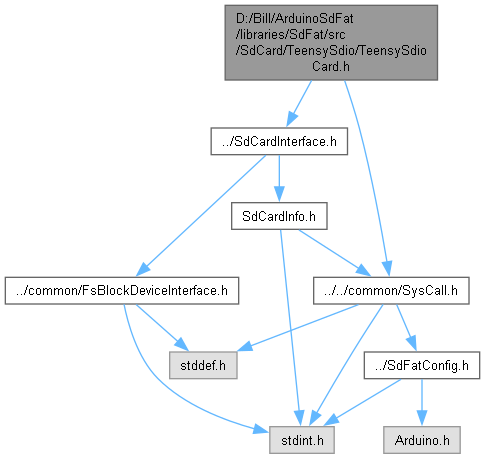 D:/Bill/ArduinoSdFat
/libraries/SdFat/src
/SdCard/TeensySdio/TeensySdio
Card.h
../SdCardInterface.h
SdCardInfo.h
../common/FsBlockDeviceInterface.h
../../common/SysCall.h
stddef.h
../SdFatConfig.h
stdint.h
Arduino.h